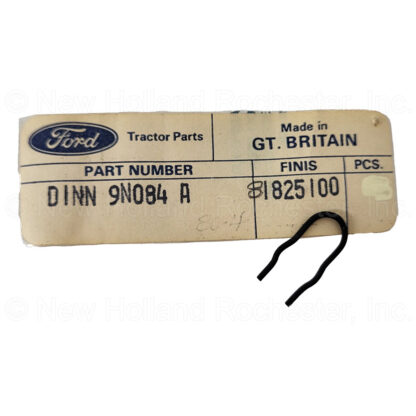 © New Holland Rochester, Inc.
Ford Tractor Parts
Made in
GT. BRITAIN
PART NUMBER FINIS PCS.
D1NN 9N084 A 81825100
© New Holland Rochester, Inc.